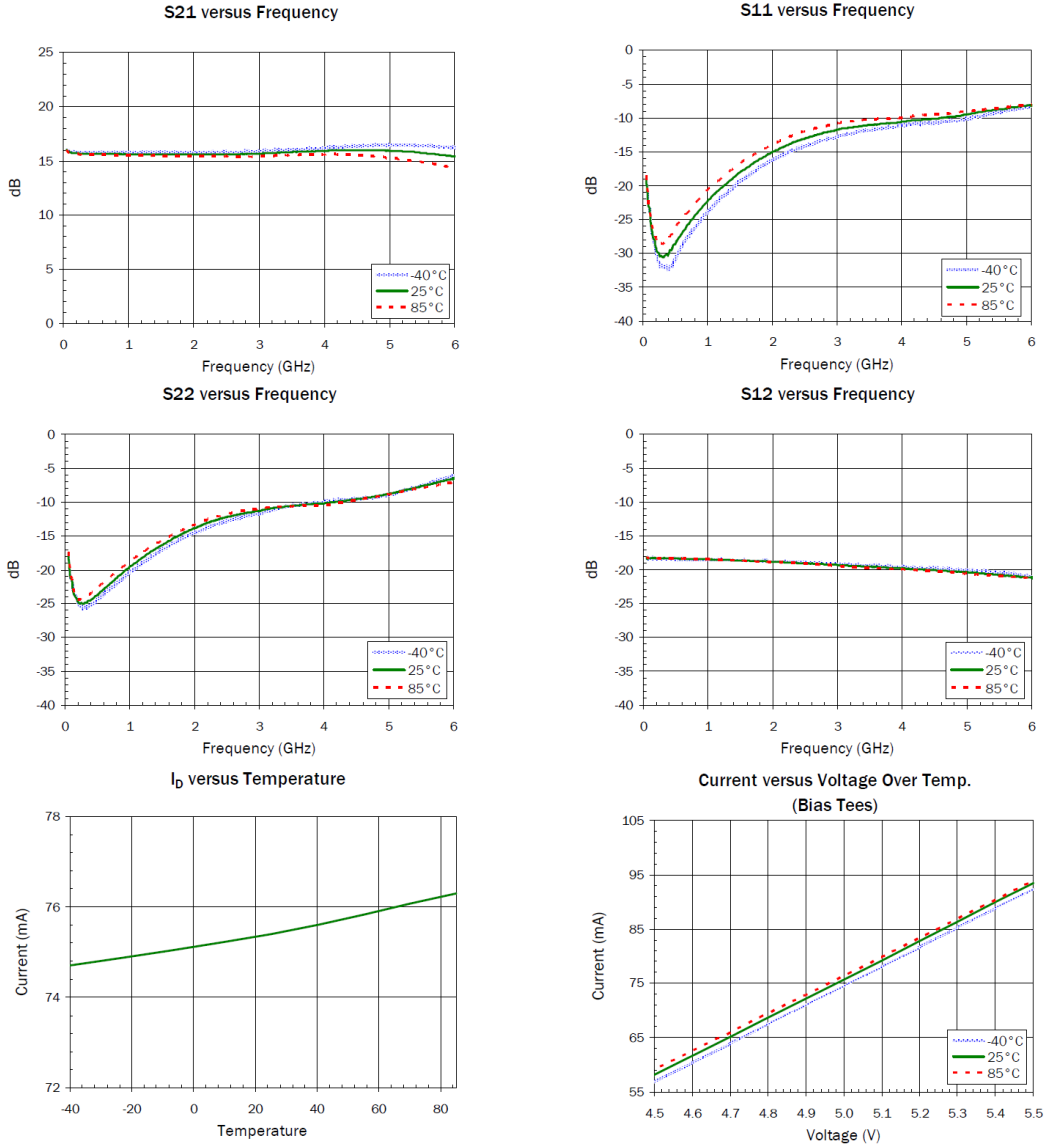 S21 versus Frequency
25
20
15
10
5
0
dB
-40°C
25°C
85°C
0 1 2 3 4 5 6
Frequency (GHz)
S11 versus Frequency
0
-5
-10
-15
-20
-25
-30
-35
-40
dB
-40°C
25°C
85°C
0 1 2 3 4 5 6
Frequency (GHz)
S22 versus Frequency
0
-5
-10
-15
-20
-25
-30
-35
-40
dB
-40°C
25°C
85°C
0 1 2 3 4 5 6
Frequency (GHz)
S12 versus Frequency
0
-5
-10
-15
-20
-25
-30
-35
-40
dB
-40°C
25°C
85°C
0 1 2 3 4 5 6
Frequency (GHz)
I_D versus Temperature
78
76
74
72
Current (mA)
-40 -20 0 20 40 60 80
Temperature
Current versus Voltage Over Temp.
(Bias Tees)
105
95
85
75
65
55
Current (mA)
-40°C
25°C
85°C
4.5 4.6 4.7 4.8 4.9 5.0 5.1 5.2 5.3 5.4 5.5
Voltage (V)